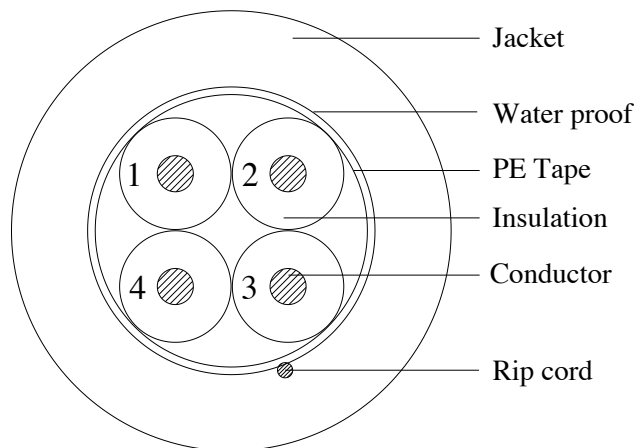 Jacket
Water proof
1 2 PE Tape
Insulation
4 3 Conductor
Rip cord